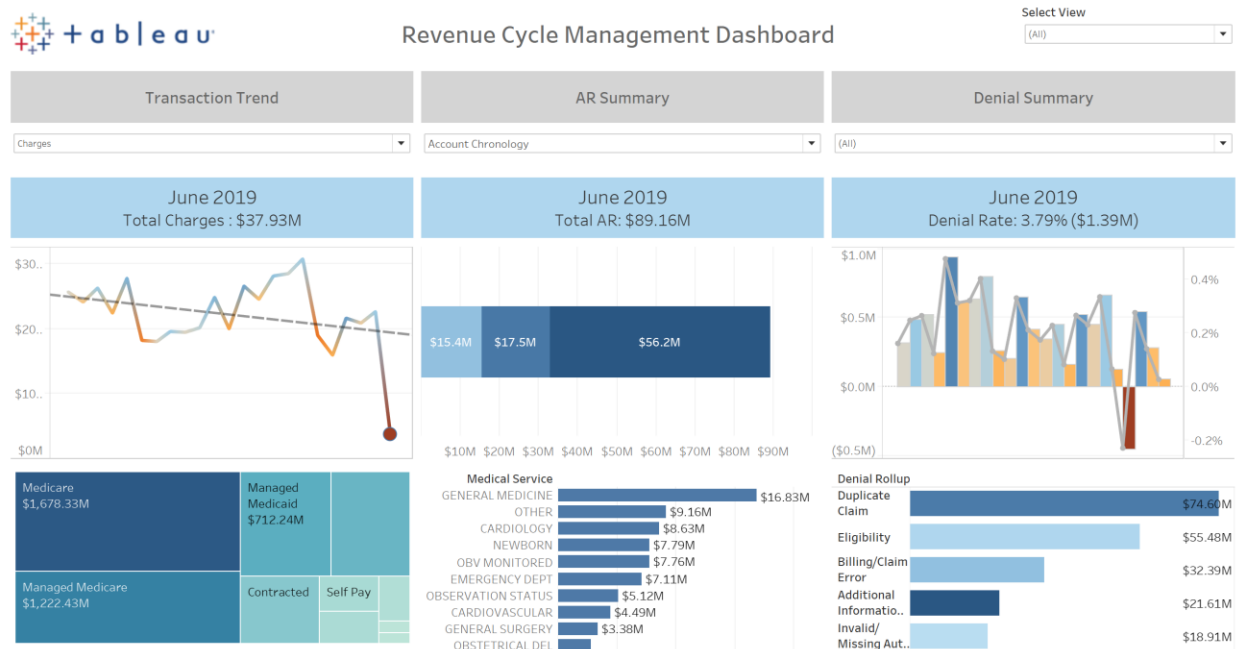 +ableau
Revenue Cycle Management Dashboard
Select View
(All)
Transaction Trend
AR Summary
Denial Summary
Charges
Account Chronology
(All)
June 2019
Total Charges : $37.93M
June 2019
Total AR: $89.16M
June 2019
Denial Rate: 3.79% ($1.39M)
$30..
$20..
$10..
$0M
$15.4M
$17.5M
$56.2M
$10M $20M $30M $40M $50M $60M $70M $80M $90M
$1.0M
$0.5M
$0.0M
($0.5M)
0.4%
0.2%
0.0%
-0.2%
Medicare
$1,678.33M
Managed
Medicaid
$712.24M
Managed Medicare
$1,222.43M
Contracted
Self Pay
Medical Service
GENERAL MEDICINE $16.83M
OTHER $9.16M
CARDIOLOGY $8.63M
NEWBORN $7.79M
OBV MONITORED $7.76M
EMERGENCY DEPT $7.11M
OBSERVATION STATUS $5.12M
CARDIOVASCULAR $4.49M
GENERAL SURGERY $3.38M
OBSTETRICAL DEL
Denial Rollup
Duplicate
Claim
$74.60M
Eligibility
$55.48M
Billing/Claim
Error
$32.39M
Additional
Informatio..
$21.61M
Invalid/
Missing Aut..
$18.91M